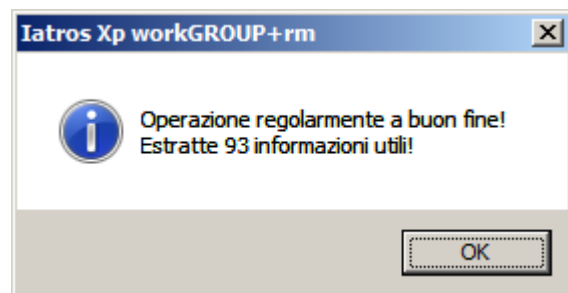 Iatros Xp workGROUP+rm
Operazione regolarmente a buon fine!
Estratte 93 informazioni utili!
OK